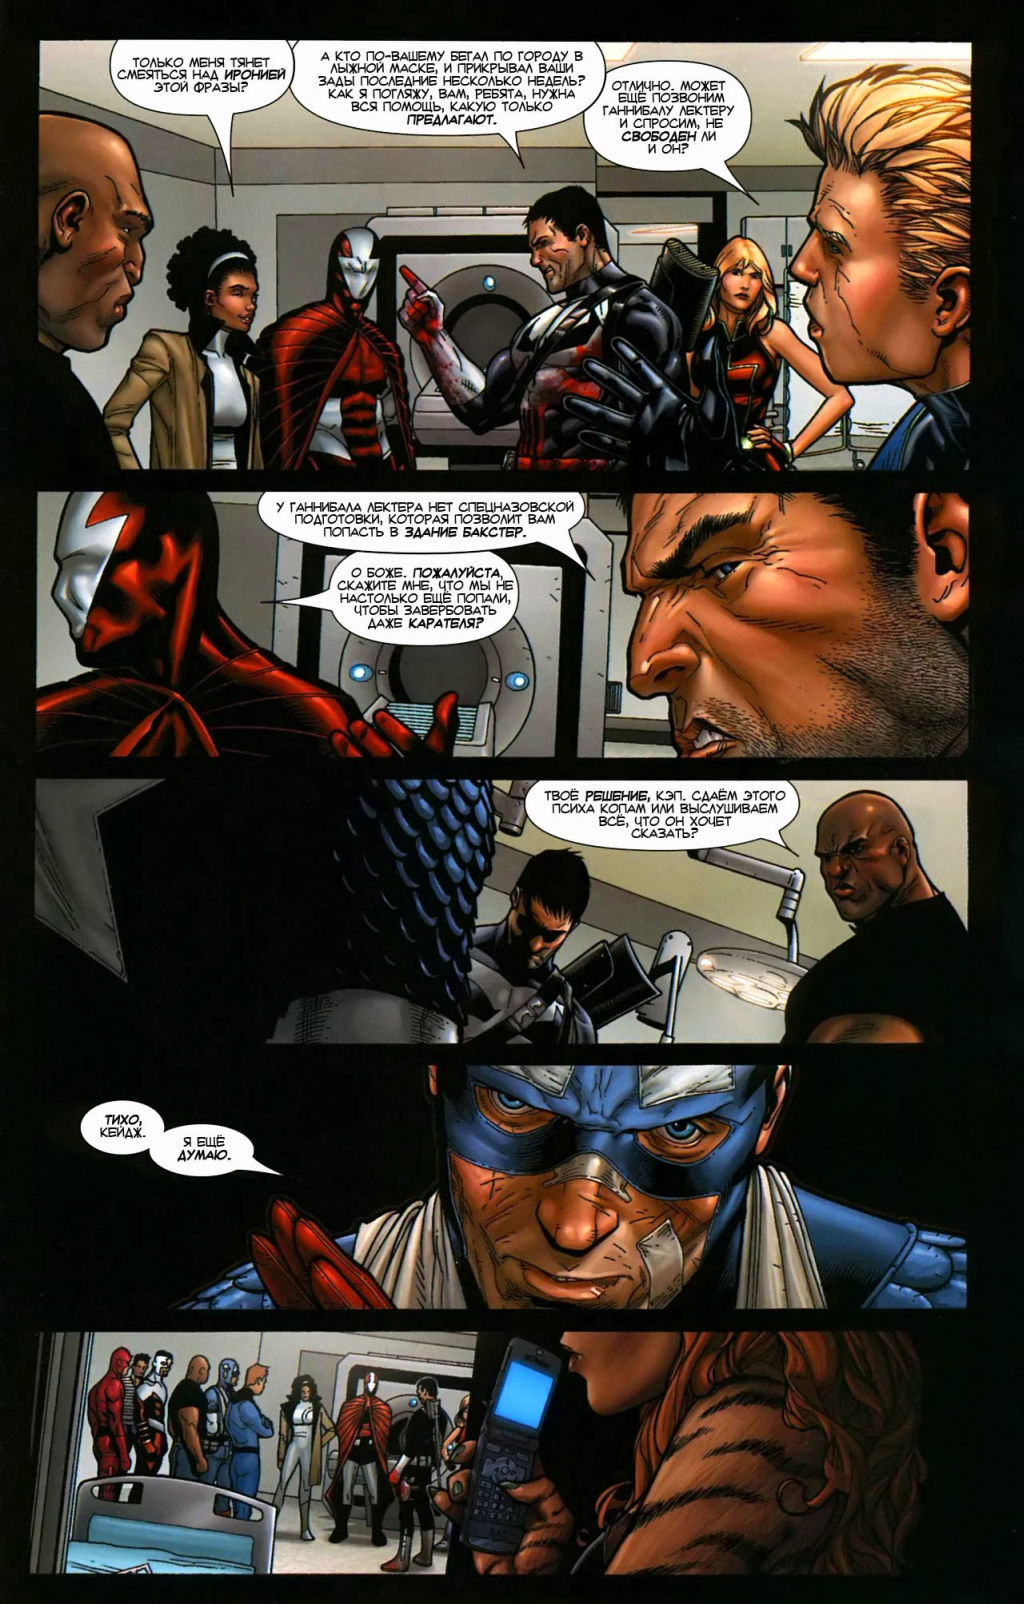 ТОЛЬКО МЕНЯ ТЯНЕТ
СМЕЯТЬСЯ НАД ИРОНИЕЙ
ЭТОЙ ФРАЗЫ?
А КТО ПО-ВАШЕМУ БЕГАЛ ПО ГОРОДУ В
ЛЫЖНОЙ МАСКЕ, И ПРИКРЫВАЛ ВАШИ
ЗАДЫ ПОСЛЕДНИЕ НЕСКОЛЬКО НЕДЕЛЬ?
КАК Я ПОГЛЯЖУ, ВАМ, РЕБЯТА, НУЖНА
ВСЯ ПОМОЩЬ, КАКУЮ ТОЛЬКО
ПРЕДЛАГАЮТ.
ОТЛИЧНО. МОЖЕТ
ЕЩЁ ПОЗВОНИМ
ГАННИБАЛУ ЛЕКТЕРУ
И СПРОСИМ, НЕ
СВОБОДЕН ЛИ
И ОН?
У ГАННИБАЛА ЛЕКТЕРА НЕТ СПЕЦНАЗОВСКОЙ
ПОДГОТОВКИ, КОТОРАЯ ПОЗВОЛИТ ВАМ
ПОПАСТЬ В ЗДАНИЕ БАКСТЕР.
О БОЖЕ. ПОЖАЛУЙСТА,
СКАЖИТЕ МНЕ, ЧТО МЫ НЕ
НАСТОЛЬКО ЕЩЁ ПОПАЛИ,
ЧТОБЫ ЗАВЕРБОВАТЬ
ДАЖЕ КАРАТЕЛЯ?
ТВОЁ РЕШЕНИЕ, КЭП. СДАЁМ ЭТОГО
ПСИХА КОПАМ ИЛИ ВЫСЛУШИВАЕМ
ВСЁ, ЧТО ОН ХОЧЕТ
СКАЗАТЬ?
ТИХО,
КЕЙДЖ.
Я ЕЩЁ
ДУМАЮ.